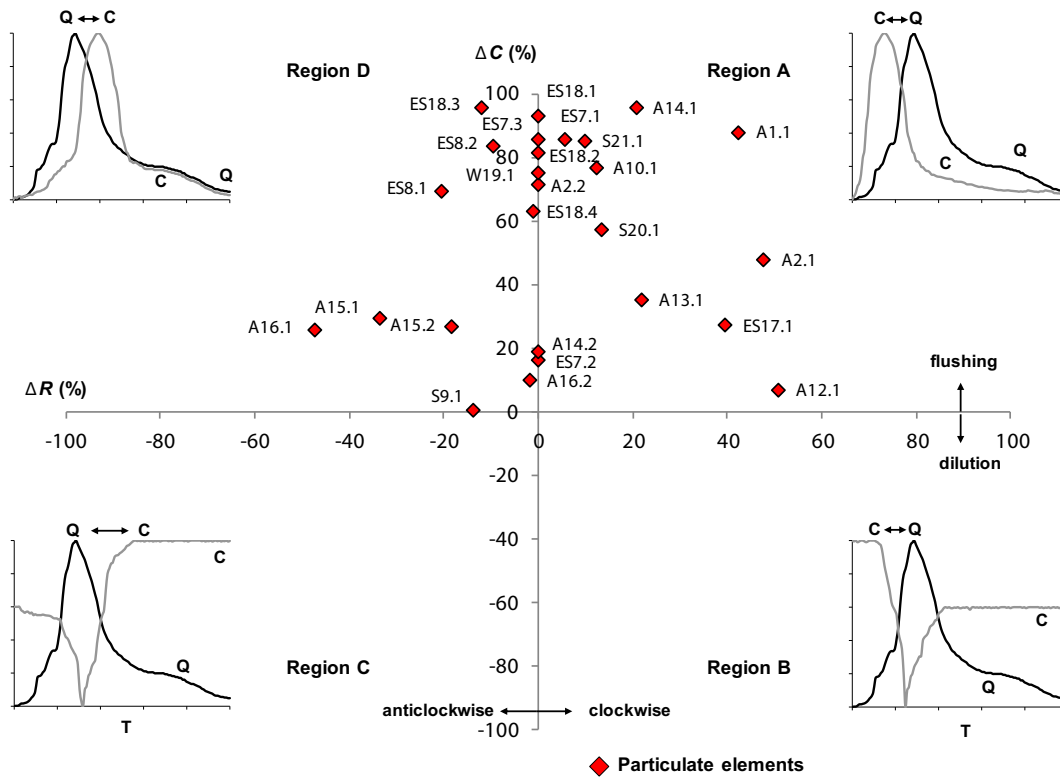 Q C
Δ C (%)
C Q
Region D
Region A
ES18.1
100
ES18.3
A14.1
ES7.1
ES7.3
A1.1
S21.1
ES8.2
80
ES18.2
A10.1
W19.1
Q
C
Q
ES8.1
A2.2
C
ES18.4
60
S20.1
A2.1
40
A15.1
A13.1
A16.1
A15.2
ES17.1
20
A14.2
ES7.2
flushing
Δ R (%)
A16.2
S9.1
A12.1
0
-100 -80 -60 -40 -20 0 20 40 60 80 100
dilution
-20
Q C
C Q
-40
C
-60
C
Q
Region C
-80
Region B
Q
anticlockwise
clockwise
T
-100
T
Particulate elements